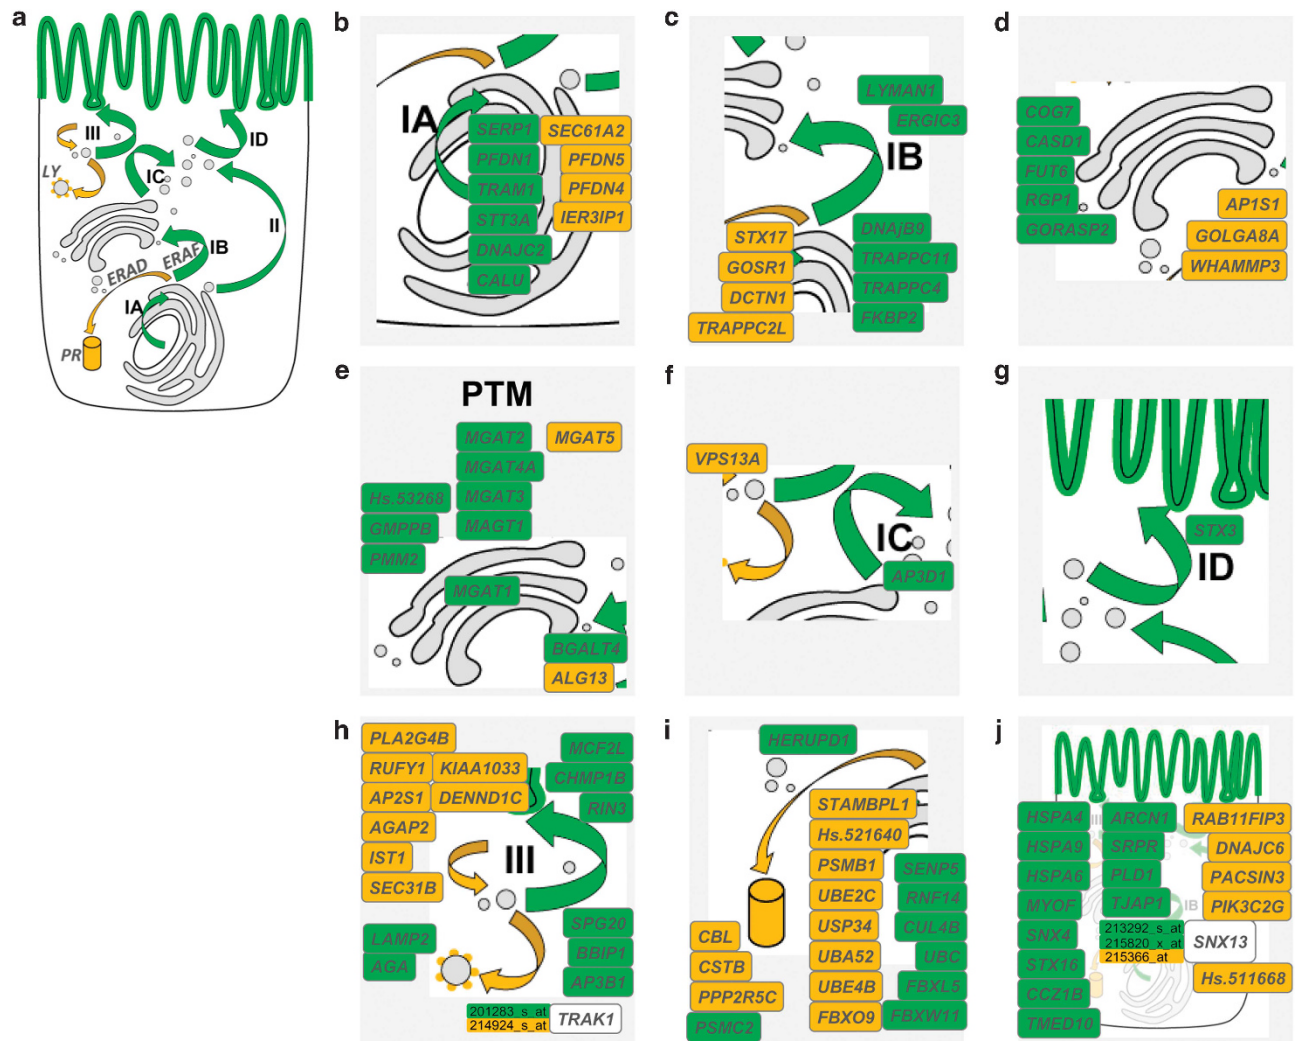 a
III
ID
LY
IC
II
IB
ERAD
ERAF
IA
PR
b
IA
SERP1
SEC61A2
PFDN1
PFDN5
TRAM1
PFDN4
STT3A
IER3IP1
DNAJC2
CALU
c
LYMAN1
ERGIC3
IB
STX17
DNAjB9
GOSR1
TRAPPC11
DCTN1
TRAPPC4
TRAPPC2L
FKBP2
d
COG7
CASD1
FUT6
RGP1
AP1S1
GORASP2
GOLGA8A
WHAMMP3
e
PTM
MGAT2
MGAT5
MGAT4A
Hs.53268
MGAT3
GMPPB
MAGT1
PMM2
MGAT1
BGALT4
ALG13
f
VPS13A
IC
AP3D1
g
STX3
ID
h
PLA2G4B
MCF2L
RUFY1
KIAA1033
CHMP1B
AP2S1
DENND1C
RIN3
AGAP2
IST1
III
SEC31B
SPG20
LAMP2
BBIP1
AGA
AP3B1
201283_s_at
214924_s_at
TRAK1
i
HERUPD1
STAMBPL1
Hs.521640
PSMB1
SENP5
UBE2C
RNF14
USP34
CUL4B
CBL
UBA52
UBC
CSTB
UBE4B
FBXL5
PPP2R5C
FBXO9
FBXW11
PSMC2
j
HSPA4
ARCN1
RAB11FIP3
III
HSPA9
SRPR
DNAJC6
HSPA6
PLD1
PACSIN3
MYOF
TJAP1
IB
PIK3C2G
SNX4
213292_s_at
215820_x_at
215366_at
SNX13
STX16
Hs.511668
CCZ1B
TMED10